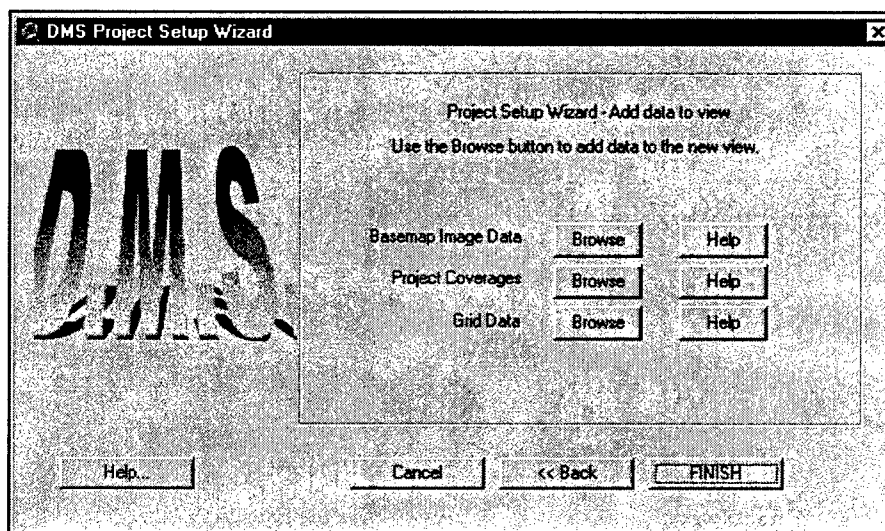 DMS Project Setup Wizard
DMS
Project Setup Wizard - Add data to view
Use the Browse button to add data to the new view.
Basemap Image Data Browse Help
Project Coverages Browse Help
Grid Data Browse Help
Help... Cancel << Back FINISH